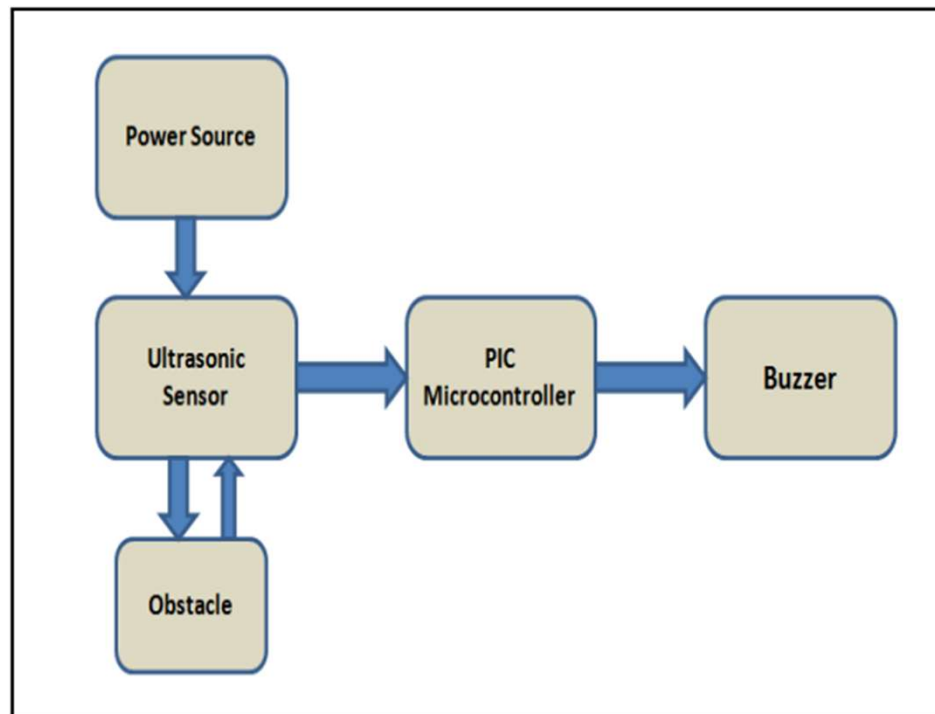 Power Source
Ultrasonic
Sensor
PIC
Microcontroller
Buzzer
Obstacle